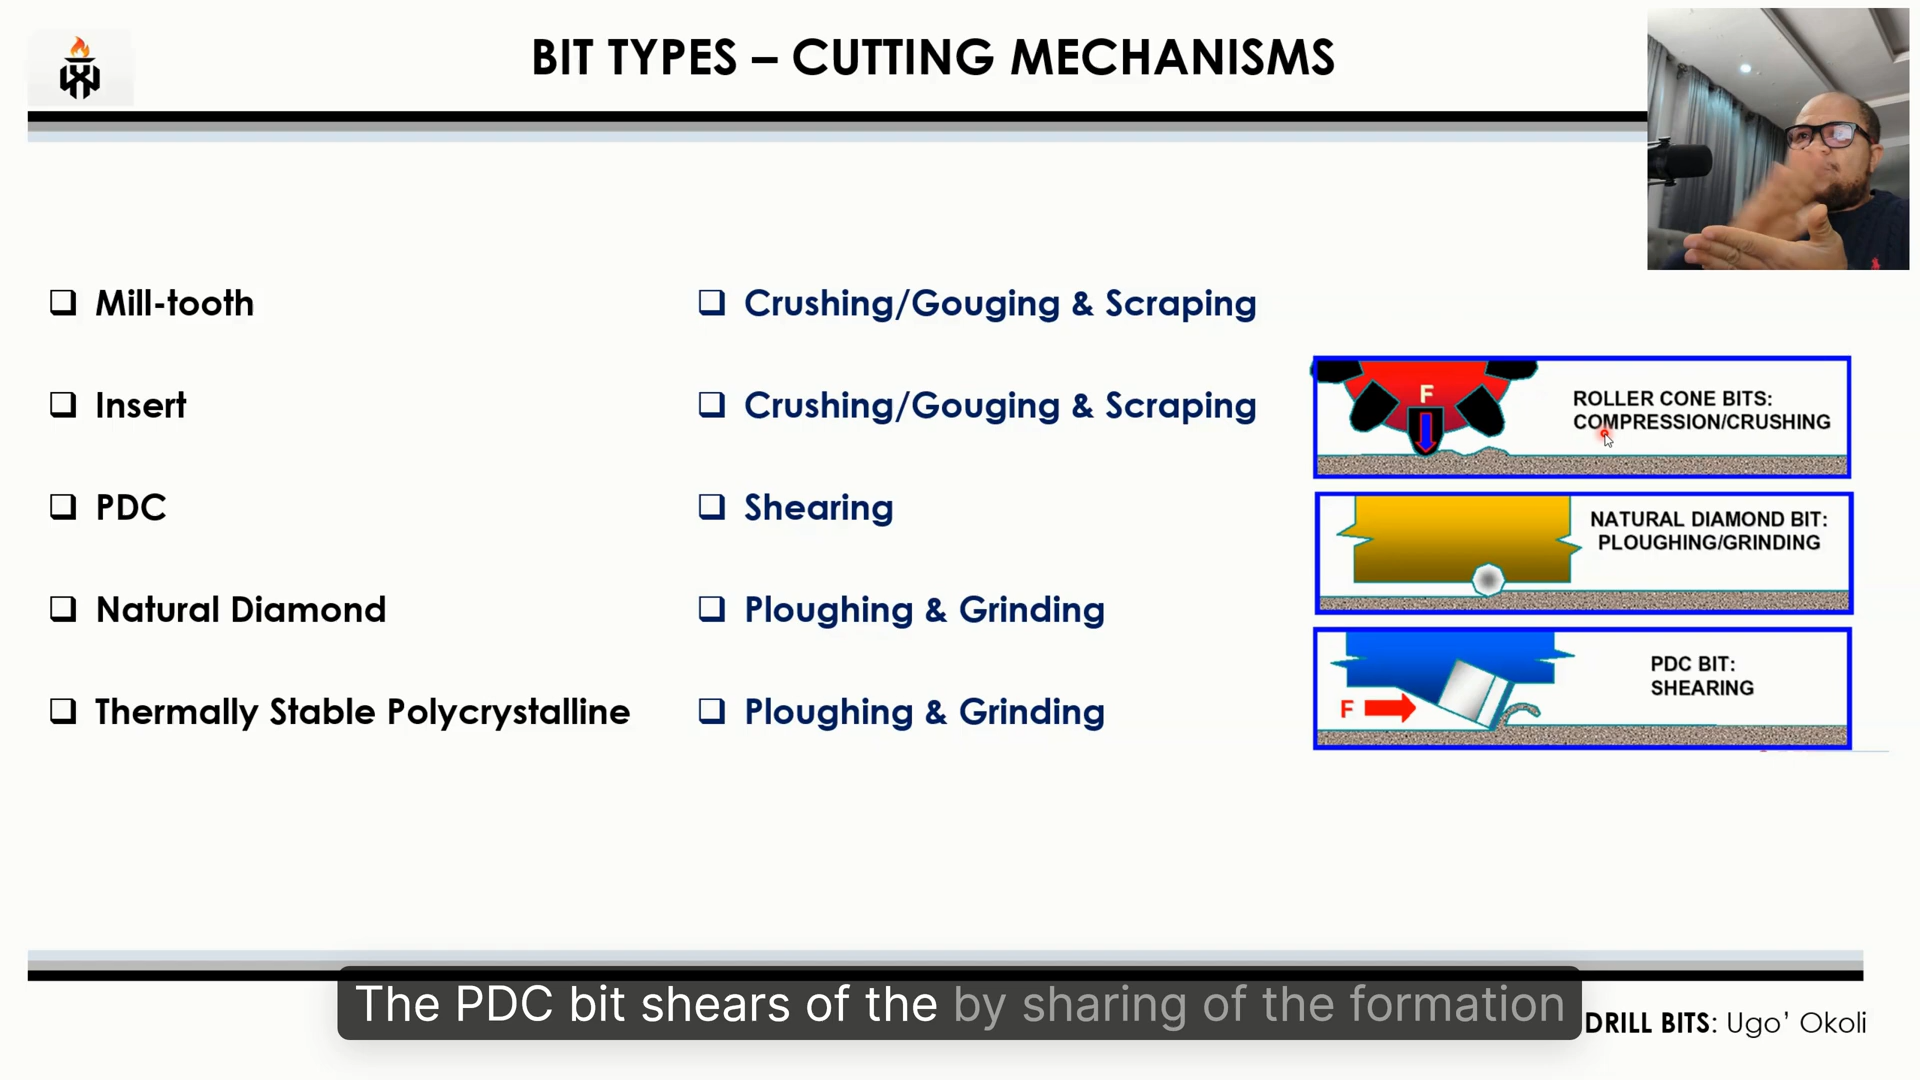 BIT TYPES – CUTTING MECHANISMS
❑ Mill-tooth
❑ Crushing/Gouging & Scraping
❑ Insert
❑ Crushing/Gouging & Scraping
❑ PDC
❑ Shearing
❑ Natural Diamond
❑ Ploughing & Grinding
❑ Thermally Stable Polycrystalline
❑ Ploughing & Grinding
F
ROLLER CONE BITS:
COMPRESSION/CRUSHING
NATURAL DIAMOND BIT:
PLOUGHING/GRINDING
PDC BIT:
SHEARING
F
The PDC bit shears of the by sharing of the formation
DRILL BITS: Ugo’ Okoli